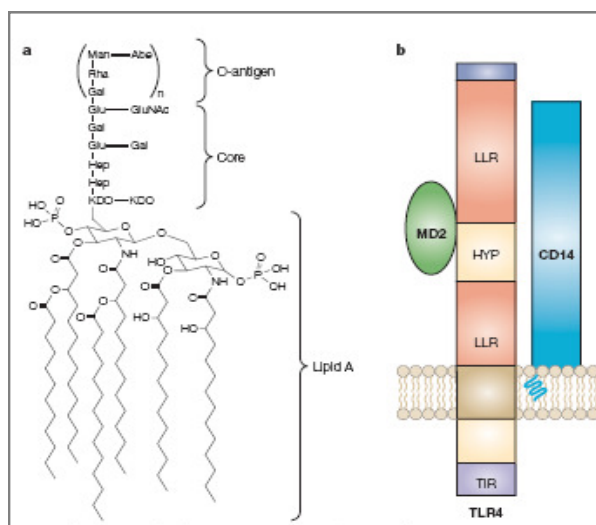 a
Man Abe
Rha
Gal
n
O-antigen
Glu GluNAc
Gal
Glu Gal
Hep
Hep
KDO KDO
Core
HO
HO
P
O
O
O
O
O
O
NH
O
O
O
O
O
HO
O
O
O
NH
O
O
P
OH
OH
O
O
O
O
HO
HO
Lipid A
b
LLR
MD2
HYP
CD14
LLR
TIR
TLR4